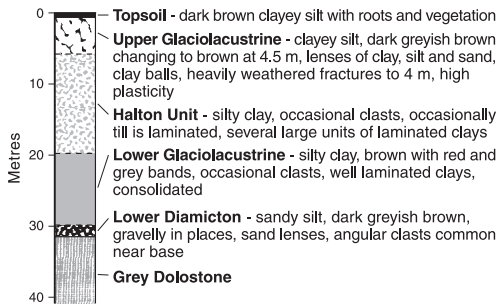 0
Topsoil - dark brown clayey silt with roots and vegetation
Upper Glaciolacustrine - clayey silt, dark greyish brown
changing to brown at 4.5 m, lenses of clay, silt and sand,
clay balls, heavily weathered fractures to 4 m, high
plasticity
10
Halton Unit - silty clay, occasional clasts, occasionally
till is laminated, several large units of laminated clays
Metres
20
Lower Glaciolacustrine - silty clay, brown with red and
grey bands, occasional clasts, well laminated clays,
consolidated
30
Lower Diamicton - sandy silt, dark greyish brown,
gravelly in places, sand lenses, angular clasts common
near base
Grey Dolostone
40